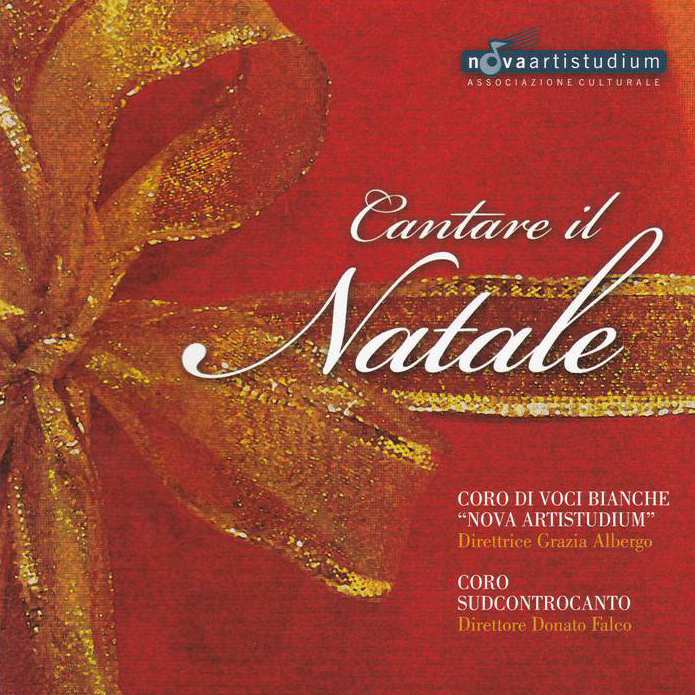 novaartistudium
ASSOCIAZIONE CULTURALE
Cantare il
Natale
CORO DI VOCI BIANCHE
“NOVA ARTISTUDIUM”
Direttrice Grazia Albergo
CORO
SUDCONTROCANTO
Direttore Donato Falco